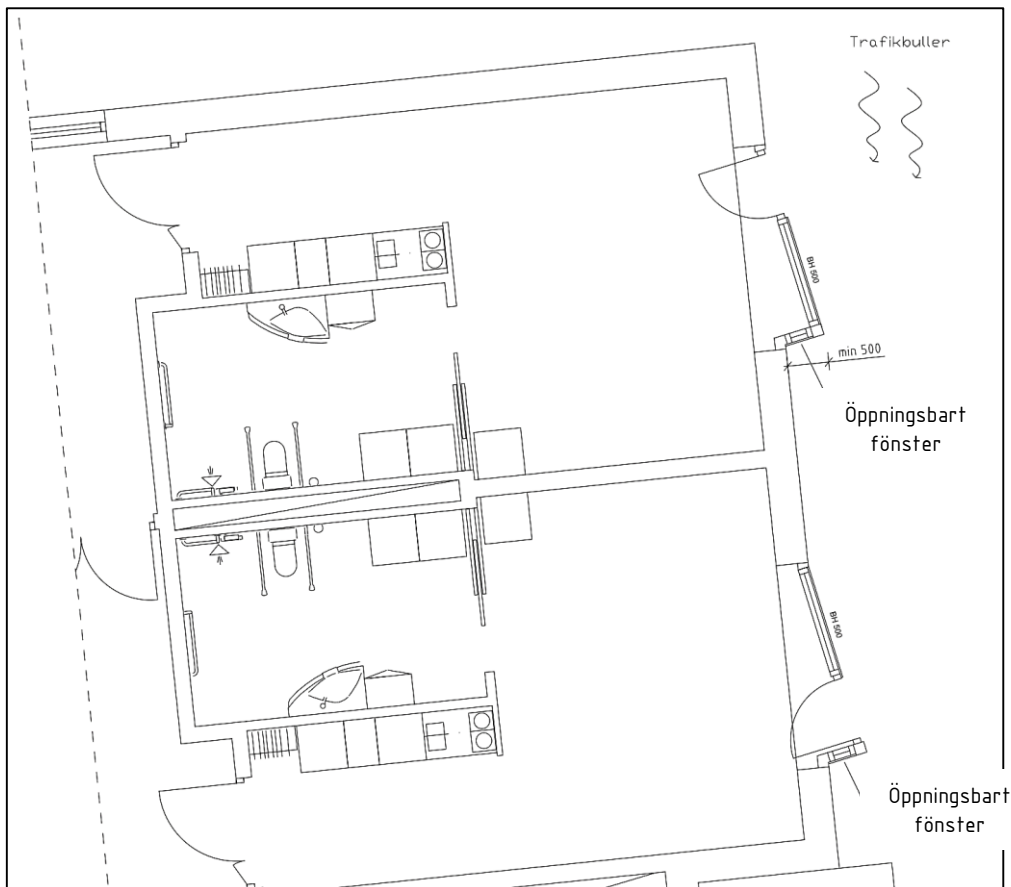 Trafikbuller
BH 500
min 500
Öppningsbart
fönster
BH 500
Öppningsbart
fönster